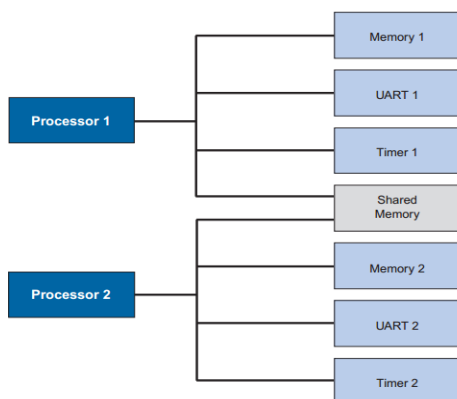 Memory 1
UART 1
Processor 1
Timer 1
Shared
Memory
Memory 2
Processor 2
UART 2
Timer 2